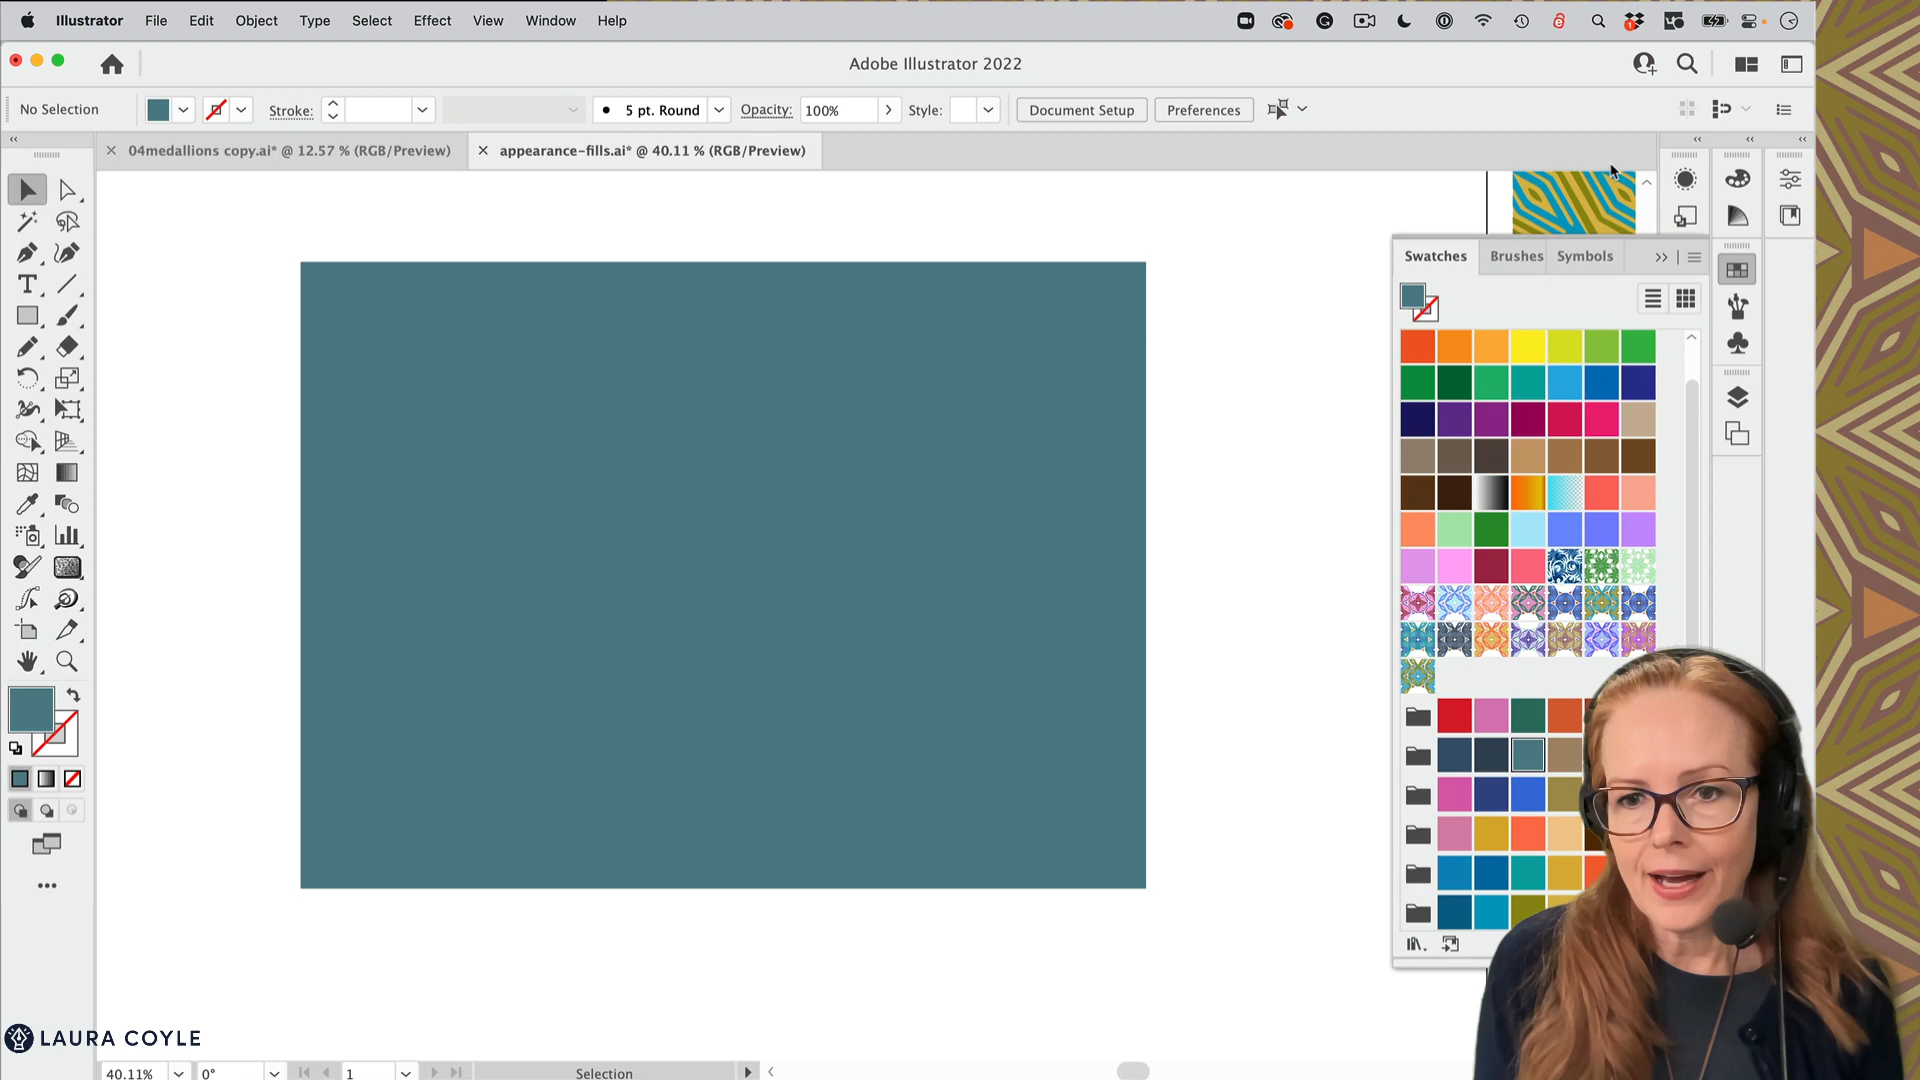 Illustrator File Edit Object Type Select Effect View Window Help
Adobe Illustrator 2022
No Selection Stroke: 5 pt. Round Opacity: 100% Style: Document Setup Preferences
04medallions copy.ai* @ 12.57 % (RGB/Preview) appearance-fills.ai* @ 40.11 % (RGB/Preview)
Swatches Brushes Symbols
LAURA COYLE
40.11% 0° 1 Selection